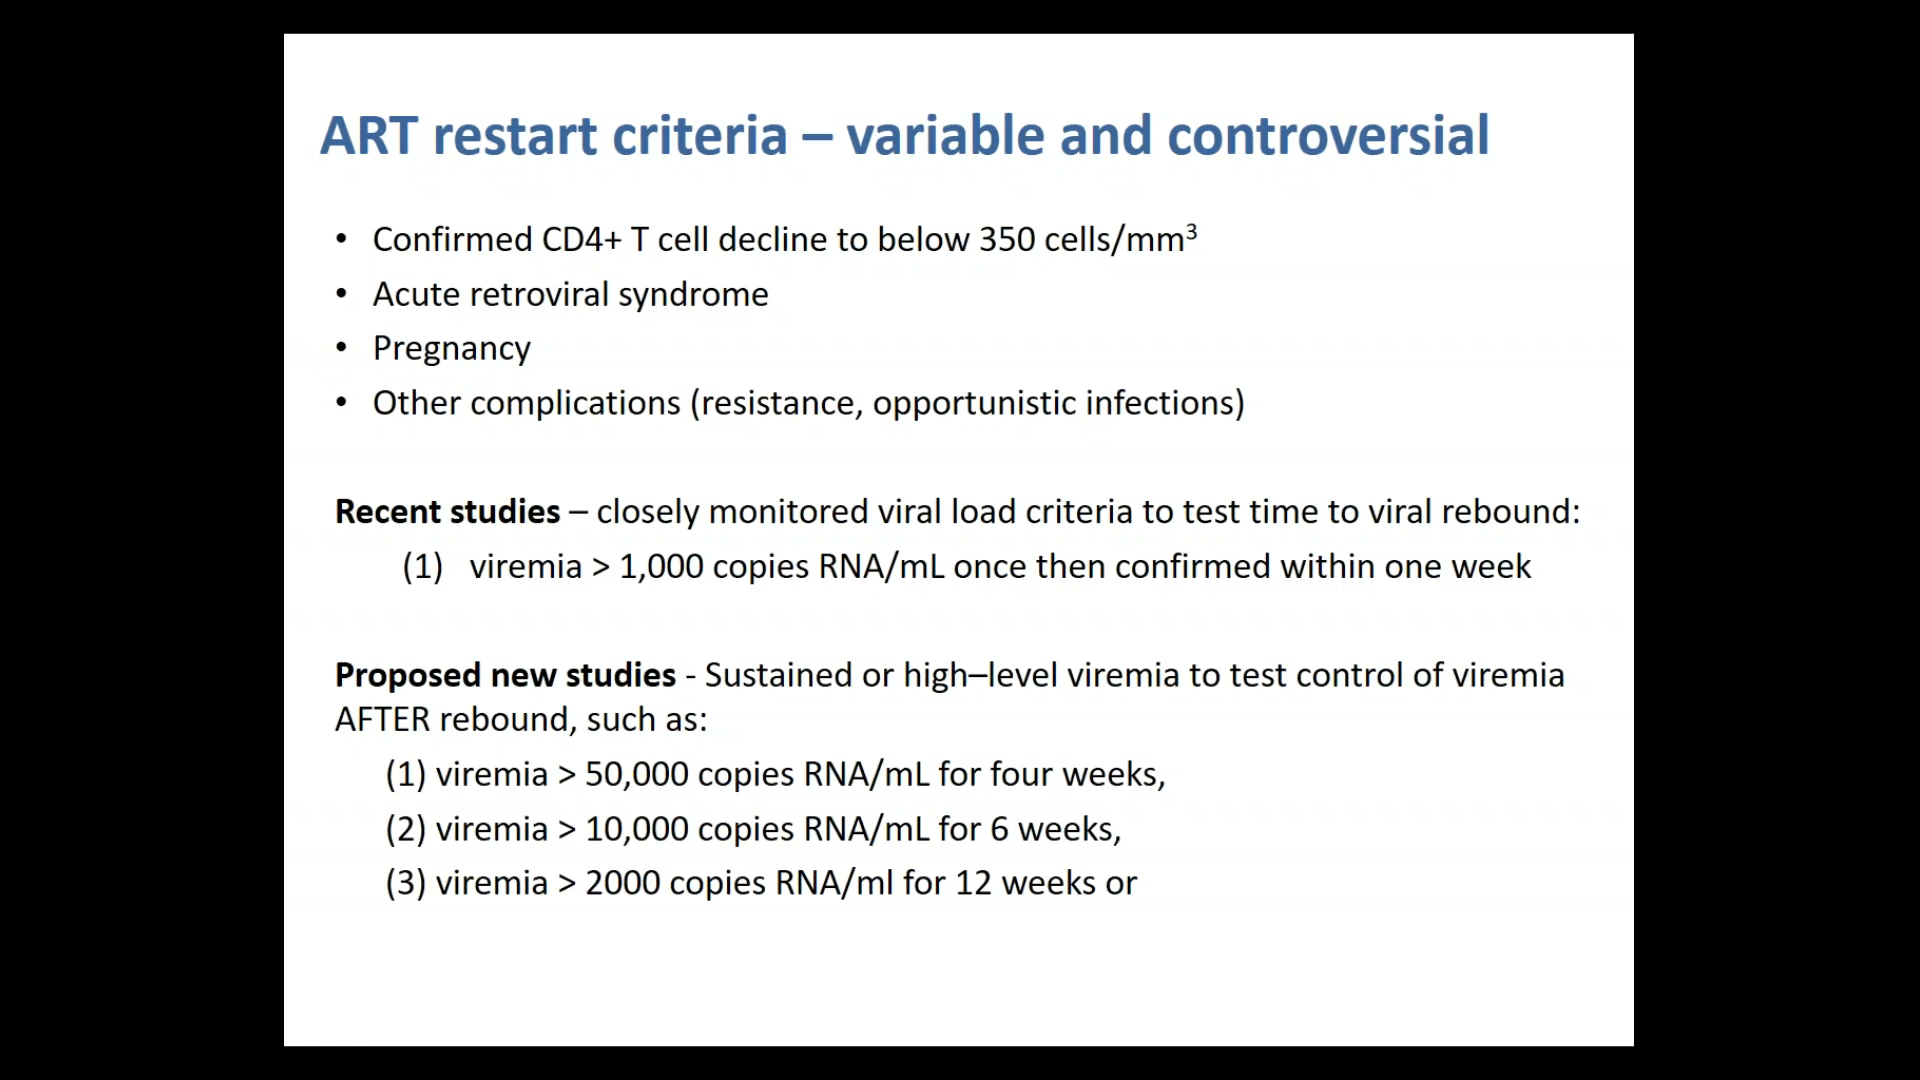 ART restart criteria – variable and controversial
• Confirmed CD4+ T cell decline to below 350 cells/mm³
• Acute retroviral syndrome
• Pregnancy
• Other complications (resistance, opportunistic infections)
Recent studies – closely monitored viral load criteria to test time to viral rebound:
(1) viremia > 1,000 copies RNA/mL once then confirmed within one week
Proposed new studies - Sustained or high–level viremia to test control of viremia
AFTER rebound, such as:
(1) viremia > 50,000 copies RNA/mL for four weeks,
(2) viremia > 10,000 copies RNA/mL for 6 weeks,
(3) viremia > 2000 copies RNA/ml for 12 weeks or